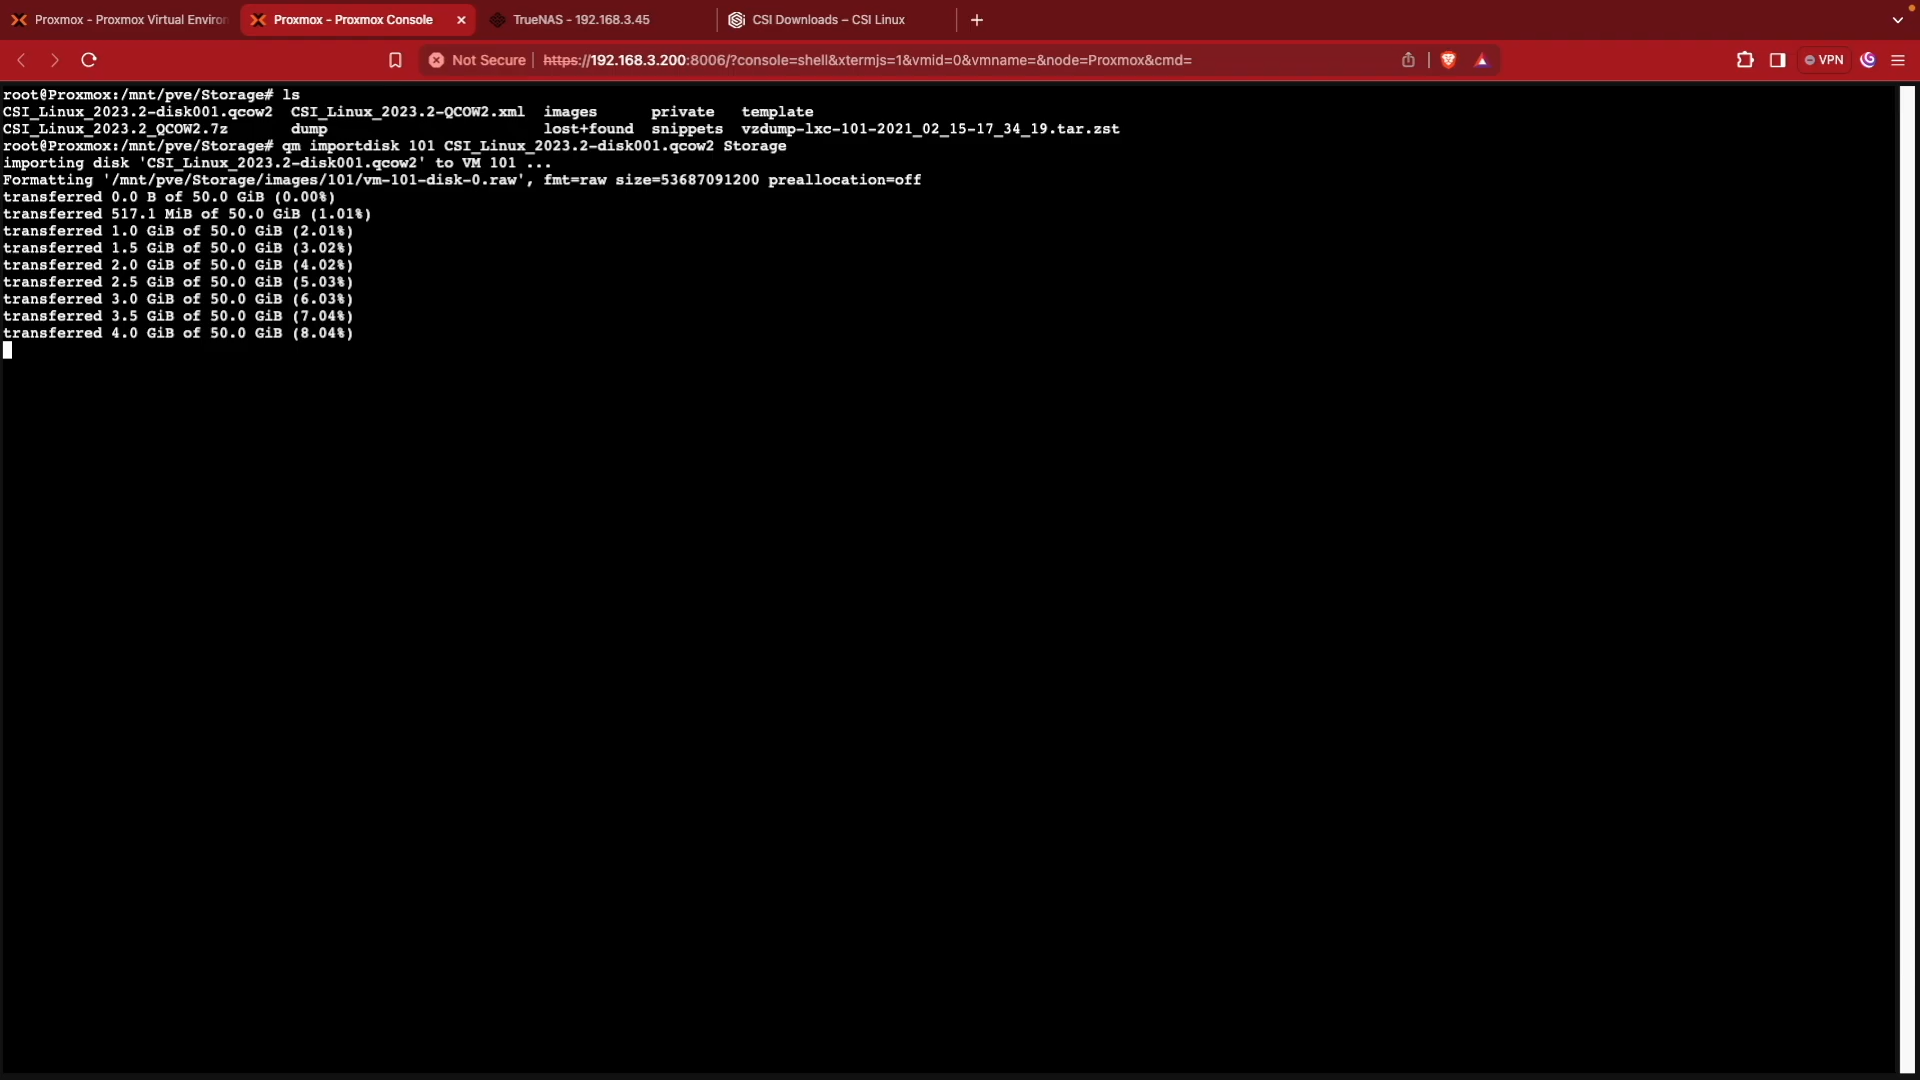 Proxmox - Proxmox Virtual Environ
Proxmox - Proxmox Console
TrueNAS - 192.168.3.45
CSI Downloads – CSI Linux
Not Secure
https://192.168.3.200:8006/?console=shell&xtermjs=1&vmid=0&vmname=&node=Proxmox&cmd=
VPN
root@Proxmox:/mnt/pve/Storage# ls
CSI_Linux_2023.2-disk001.qcow2  CSI_Linux_2023.2-QCOW2.xml  images      private   template
CSI_Linux_2023.2_QCOW2.7z       dump                        lost+found  snippets  vzdump-lxc-101-2021_02_15-17_34_19.tar.zst
root@Proxmox:/mnt/pve/Storage# qm importdisk 101 CSI_Linux_2023.2-disk001.qcow2 Storage
importing disk 'CSI_Linux_2023.2-disk001.qcow2' to VM 101 ...
Formatting '/mnt/pve/Storage/images/101/vm-101-disk-0.raw', fmt=raw size=53687091200 preallocation=off
transferred 0.0 B of 50.0 GiB (0.00%)
transferred 517.1 MiB of 50.0 GiB (1.01%)
transferred 1.0 GiB of 50.0 GiB (2.01%)
transferred 1.5 GiB of 50.0 GiB (3.02%)
transferred 2.0 GiB of 50.0 GiB (4.02%)
transferred 2.5 GiB of 50.0 GiB (5.03%)
transferred 3.0 GiB of 50.0 GiB (6.03%)
transferred 3.5 GiB of 50.0 GiB (7.04%)
transferred 4.0 GiB of 50.0 GiB (8.04%)